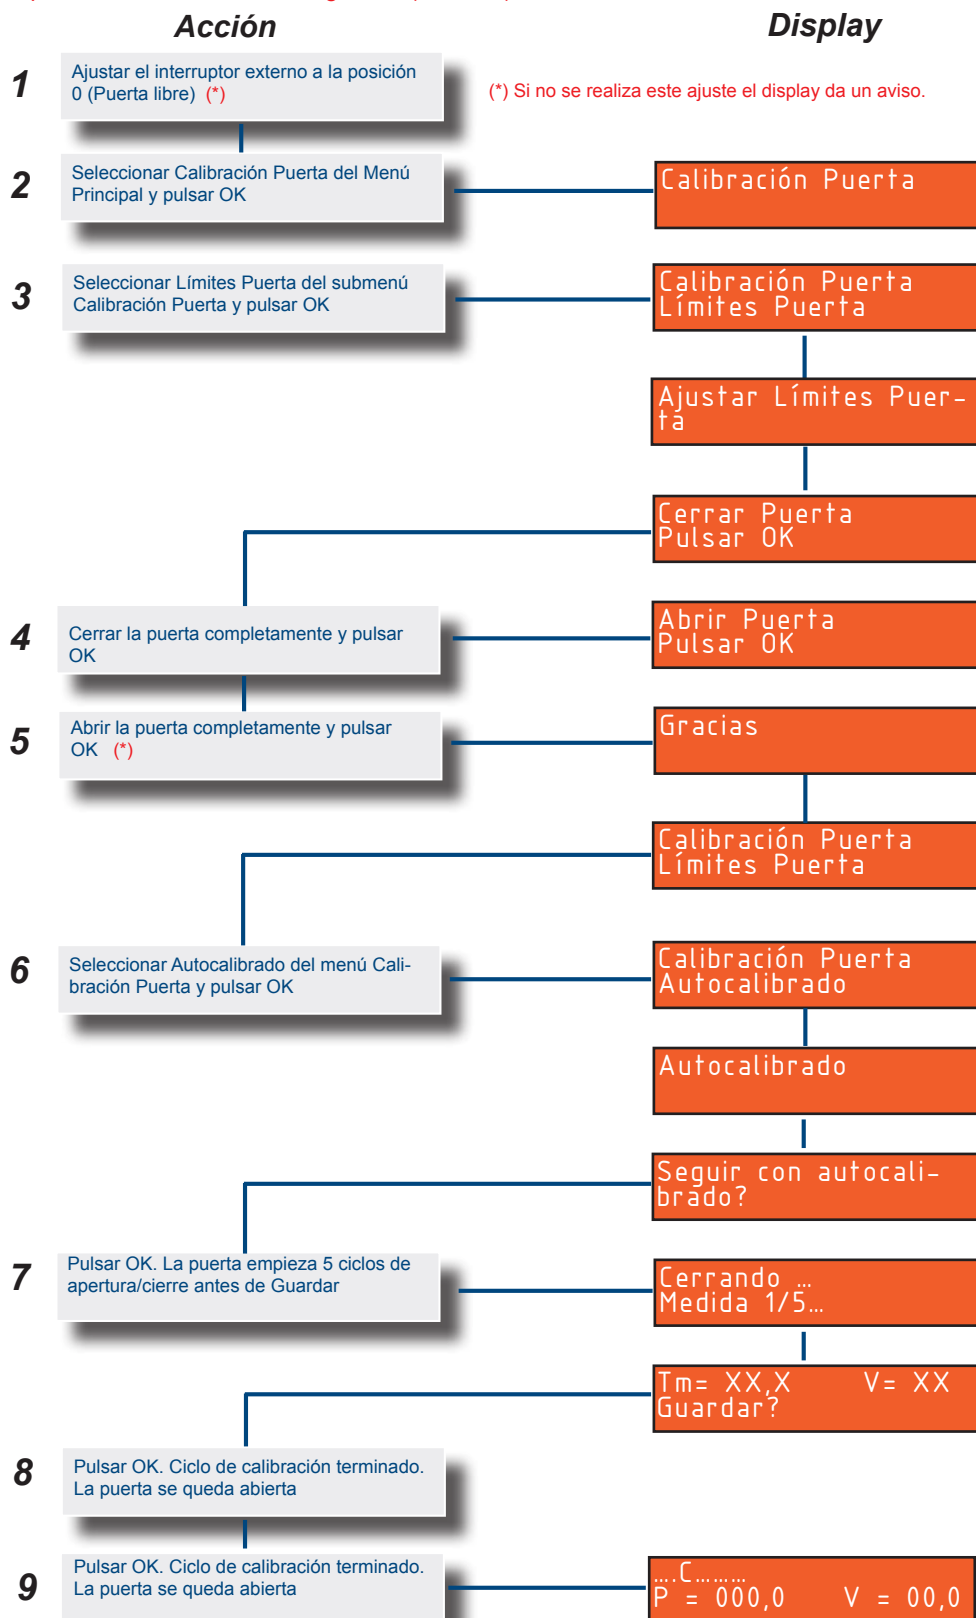 Acción
Display
1
Ajustar el interruptor externo a la posición
0 (Puerta libre) (*)
(*) Si no se realiza este ajuste el display da un aviso.
2
Seleccionar Calibración Puerta del Menú
Principal y pulsar OK
Calibración Puerta
3
Seleccionar Límites Puerta del submenú
Calibración Puerta y pulsar OK
Calibración Puerta
Límites Puerta
Ajustar Límites Puer-
ta
Cerrar Puerta
Pulsar OK
4
Cerrar la puerta completamente y pulsar
OK
Abrir Puerta
Pulsar OK
5
Abrir la puerta completamente y pulsar
OK (*)
Gracias
Calibración Puerta
Límites Puerta
6
Seleccionar Autocalibrado del menú Cali-
bración Puerta y pulsar OK
Calibración Puerta
Autocalibrado
Autocalibrado
Seguir con autocali-
brado?
7
Pulsar OK. La puerta empieza 5 ciclos de
apertura/cierre antes de Guardar
Cerrando ...
Medida 1/5...
Tm= XX,X V= XX
Guardar?
8
Pulsar OK. Ciclo de calibración terminado.
La puerta se queda abierta
9
Pulsar OK. Ciclo de calibración terminado.
La puerta se queda abierta
....C.........
P = 000,0 V = 00,0